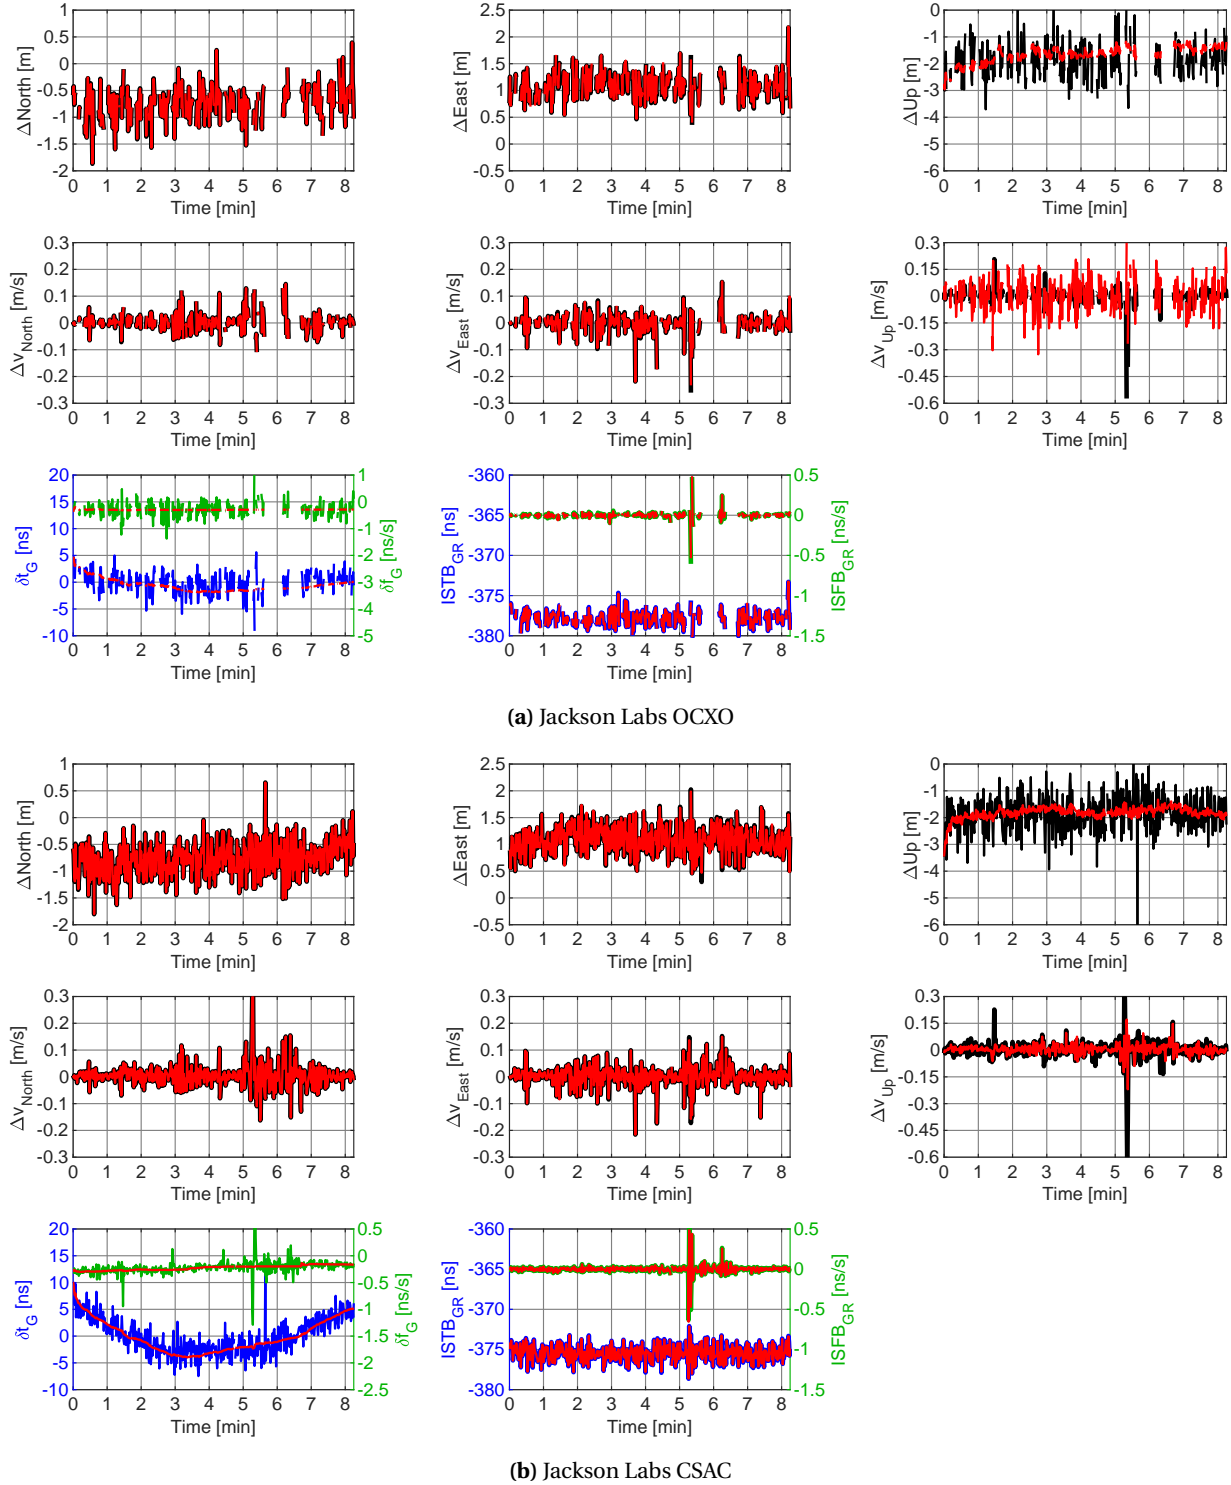 1
0.5
0
-0.5
-1
-1.5
-2
ΔNorth [m]
0 1 2 3 4 5 6 7 8
Time [min]
2.5
2
1.5
1
0.5
0
-0.5
ΔEast [m]
0 1 2 3 4 5 6 7 8
Time [min]
0
-1
-2
-3
-4
-5
-6
ΔUp [m]
0 1 2 3 4 5 6 7 8
Time [min]
0.3
0.2
0.1
0
-0.1
-0.2
-0.3
Δv_North [m/s]
0 1 2 3 4 5 6 7 8
Time [min]
0.3
0.2
0.1
0
-0.1
-0.2
-0.3
Δv_East [m/s]
0 1 2 3 4 5 6 7 8
Time [min]
0.3
0.15
0
-0.15
-0.3
-0.45
-0.6
Δv_Up [m/s]
0 1 2 3 4 5 6 7 8
Time [min]
20
15
10
5
0
-5
-10
δt_G [ns]
1
0
-1
-2
-3
-4
-5
δf_G [ns/s]
0 1 2 3 4 5 6 7 8
Time [min]
-360
-365
-370
-375
-380
ISTB_GR [ns]
0.5
0
-0.5
-1
-1.5
ISFB_GR [ns/s]
0 1 2 3 4 5 6 7 8
Time [min]
(a) Jackson Labs OCXO
1
0.5
0
-0.5
-1
-1.5
-2
ΔNorth [m]
0 1 2 3 4 5 6 7 8
Time [min]
2.5
2
1.5
1
0.5
0
-0.5
ΔEast [m]
0 1 2 3 4 5 6 7 8
Time [min]
0
-1
-2
-3
-4
-5
-6
ΔUp [m]
0 1 2 3 4 5 6 7 8
Time [min]
0.3
0.2
0.1
0
-0.1
-0.2
-0.3
Δv_North [m/s]
0 1 2 3 4 5 6 7 8
Time [min]
0.3
0.2
0.1
0
-0.1
-0.2
-0.3
Δv_East [m/s]
0 1 2 3 4 5 6 7 8
Time [min]
0.3
0.15
0
-0.15
-0.3
-0.45
-0.6
Δv_Up [m/s]
0 1 2 3 4 5 6 7 8
Time [min]
20
15
10
5
0
-5
-10
δt_G [ns]
0.5
0
-0.5
-1
-1.5
-2
-2.5
δf_G [ns/s]
0 1 2 3 4 5 6 7 8
Time [min]
-360
-365
-370
-375
-380
ISTB_GR [ns]
0.5
0
-0.5
-1
-1.5
ISFB_GR [ns/s]
0 1 2 3 4 5 6 7 8
Time [min]
(b) Jackson Labs CSAC